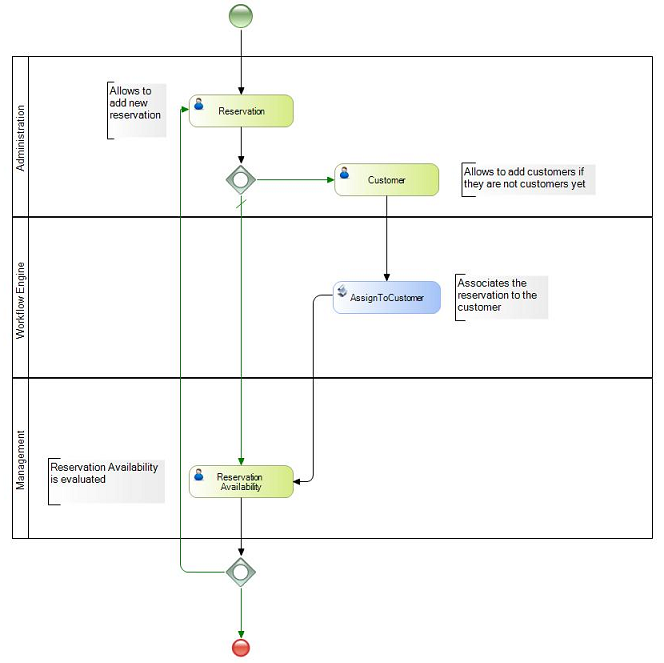 Administration
Allows to
add new
reservation
Reservation
Customer
Allows to add customers if
they are not customers yet
Workflow Engine
AssignToCustomer
Associates the
reservation to the
customer
Management
Reservation Availability
is evaluated
Reservation
Availability